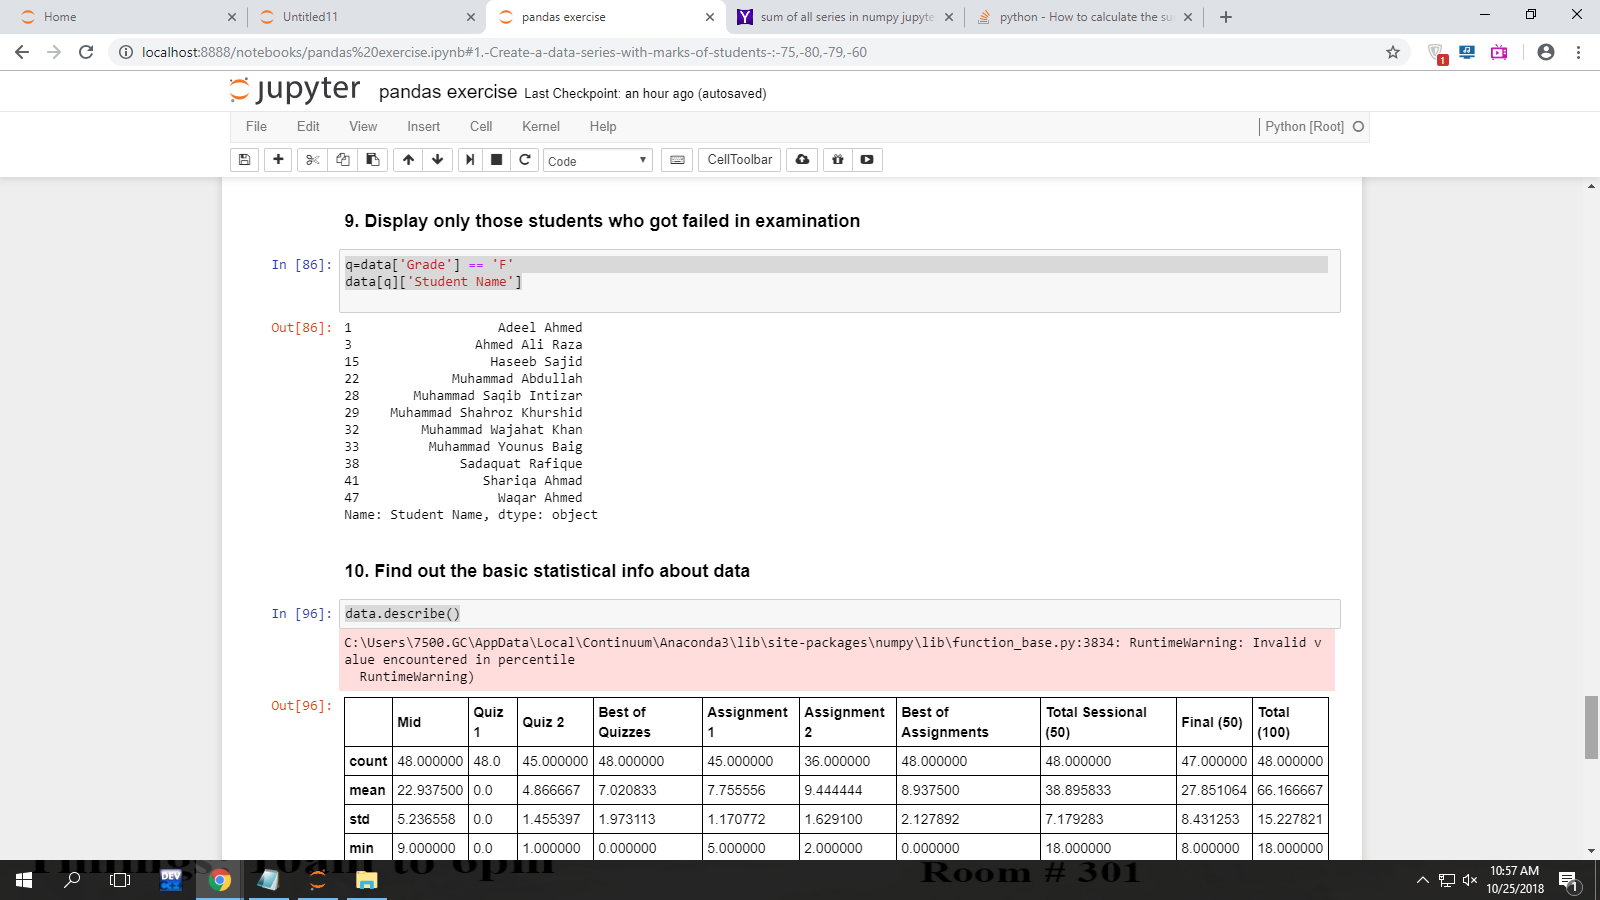 Home
Untitled11
pandas exercise
sum of all series in numpy jupyte
python - How to calculate the su
localhost:8888/notebooks/pandas%20exercise.ipynb#1.-Create-a-data-series-with-marks-of-students-:-75,-80,-79,-60
1
jupyter pandas exercise Last Checkpoint: an hour ago (autosaved)
File Edit View Insert Cell Kernel Help Python [Root]
Code CellToolbar
9. Display only those students who got failed in examination
In [86]: q=data['Grade'] == 'F'
data[q]['Student Name']
Out[86]: 1 Adeel Ahmed
3 Ahmed Ali Raza
15 Haseeb Sajid
22 Muhammad Abdullah
28 Muhammad Saqib Intizar
29 Muhammad Shahroz Khurshid
32 Muhammad Wajahat Khan
33 Muhammad Younus Baig
38 Sadaquat Rafique
41 Shariqa Ahmad
47 Waqar Ahmed
Name: Student Name, dtype: object
10. Find out the basic statistical info about data
In [96]: data.describe()
C:\Users\7500.GC\AppData\Local\Continuum\Anaconda3\lib\site-packages\numpy\lib\function_base.py:3834: RuntimeWarning: Invalid v
alue encountered in percentile
RuntimeWarning)
Out[96]:
Mid Quiz 1 Quiz 2 Best of Quizzes Assignment 1 Assignment 2 Best of Assignments Total Sessional (50) Final (50) Total (100)
count 48.000000 48.0 45.000000 48.000000 45.000000 36.000000 48.000000 48.000000 47.000000 48.000000
mean 22.937500 0.0 4.866667 7.020833 7.755556 9.444444 8.937500 38.895833 27.851064 66.166667
std 5.236558 0.0 1.455397 1.973113 1.170772 1.629100 2.127892 7.179283 8.431253 15.227821
min 9.000000 0.0 1.000000 0.000000 5.000000 2.000000 0.000000 18.000000 8.000000 18.000000
Timings 10am to 6pm Room # 301
DEV
10:57 AM
10/25/2018
1